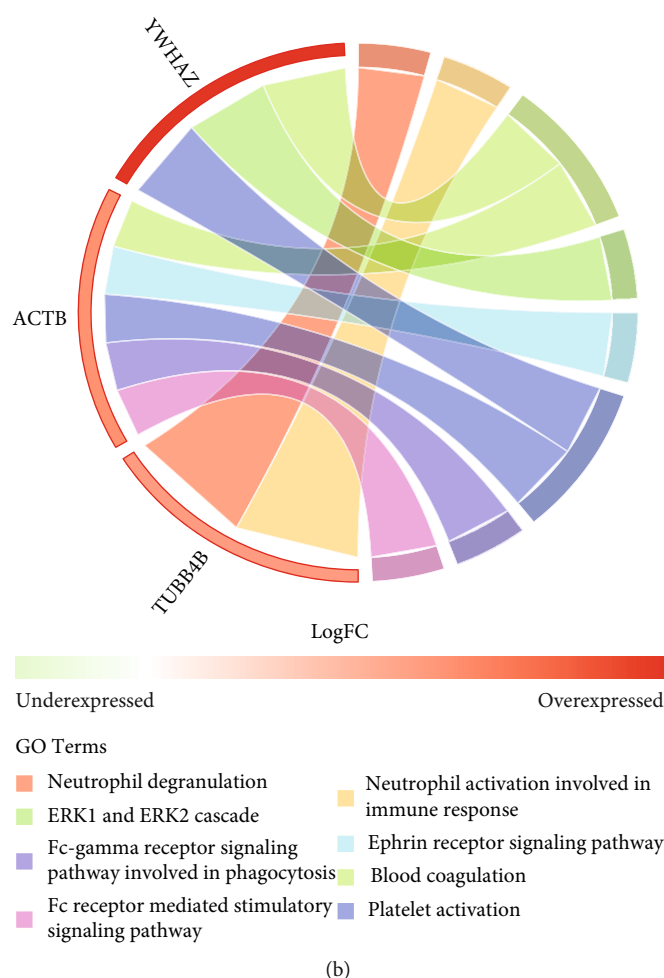 YWHAZ
ACTB
TUBB4B
LogFC
Underexpressed
Overexpressed
GO Terms
Neutrophil degranulation
ERK1 and ERK2 cascade
Fc-gamma receptor signaling
pathway involved in phagocytosis
Fc receptor mediated stimulatory
signaling pathway
Neutrophil activation involved in
immune response
Ephrin receptor signaling pathway
Blood coagulation
Platelet activation
(b)